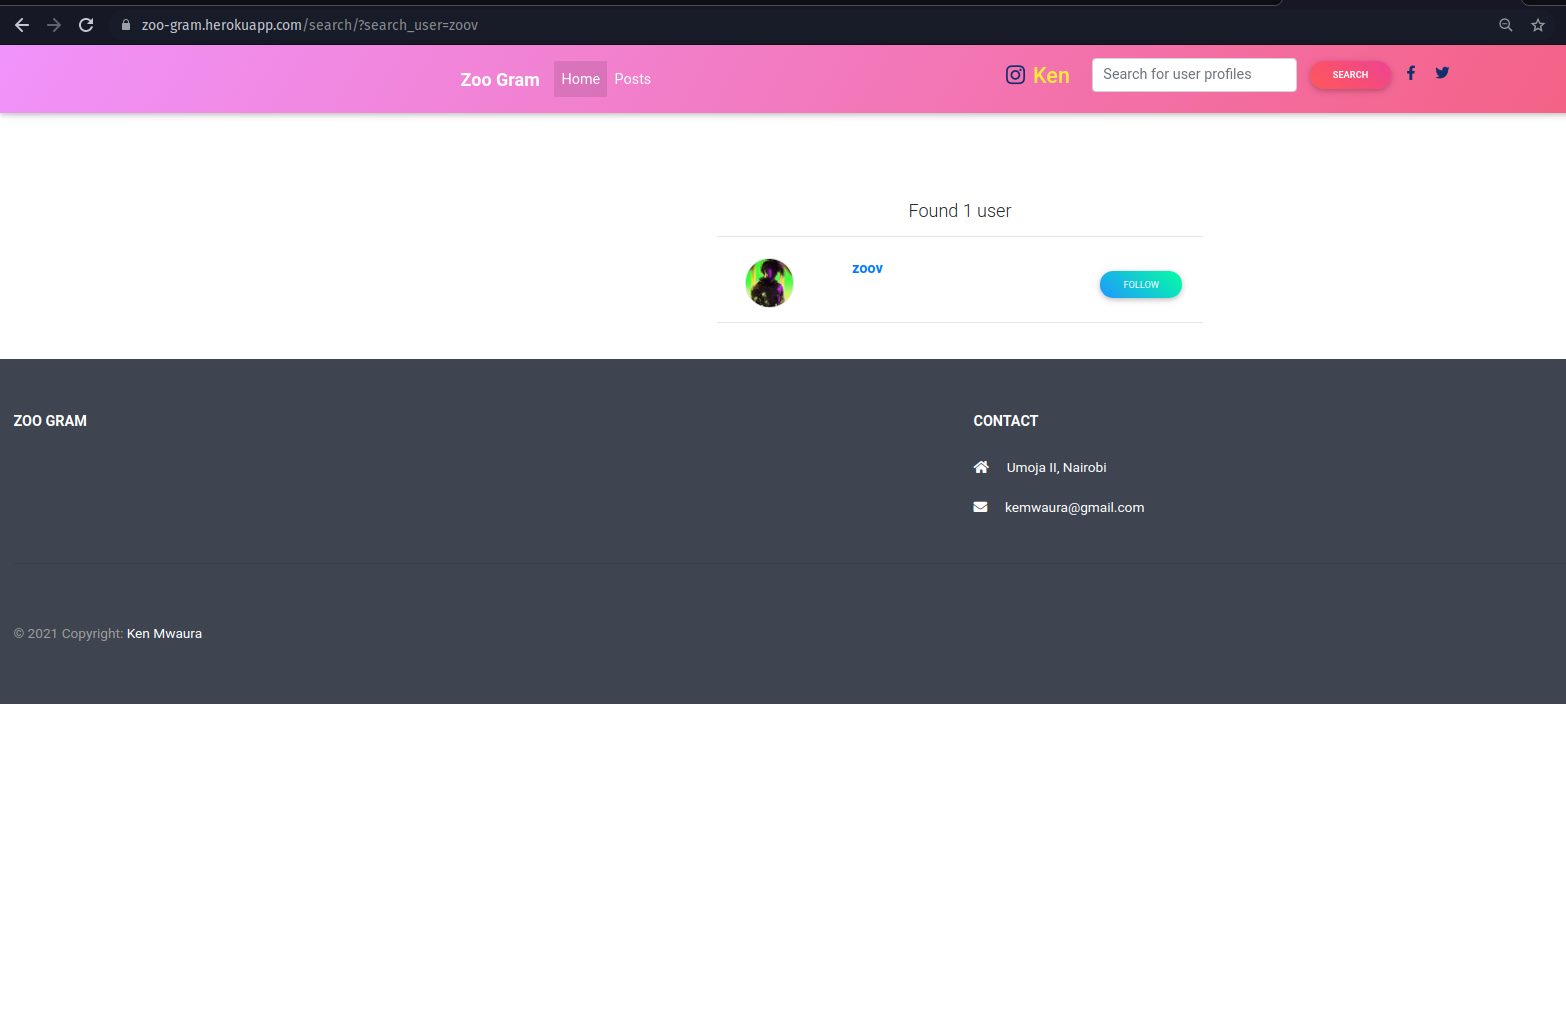 zoo-gram.herokuapp.com/search/?search_user=zoov
Zoo Gram Home Posts Ken Search for user profiles SEARCH
Found 1 user
zoov
FOLLOW
ZOO GRAM
CONTACT
Umoja II, Nairobi
kemwaura@gmail.com
© 2021 Copyright: Ken Mwaura